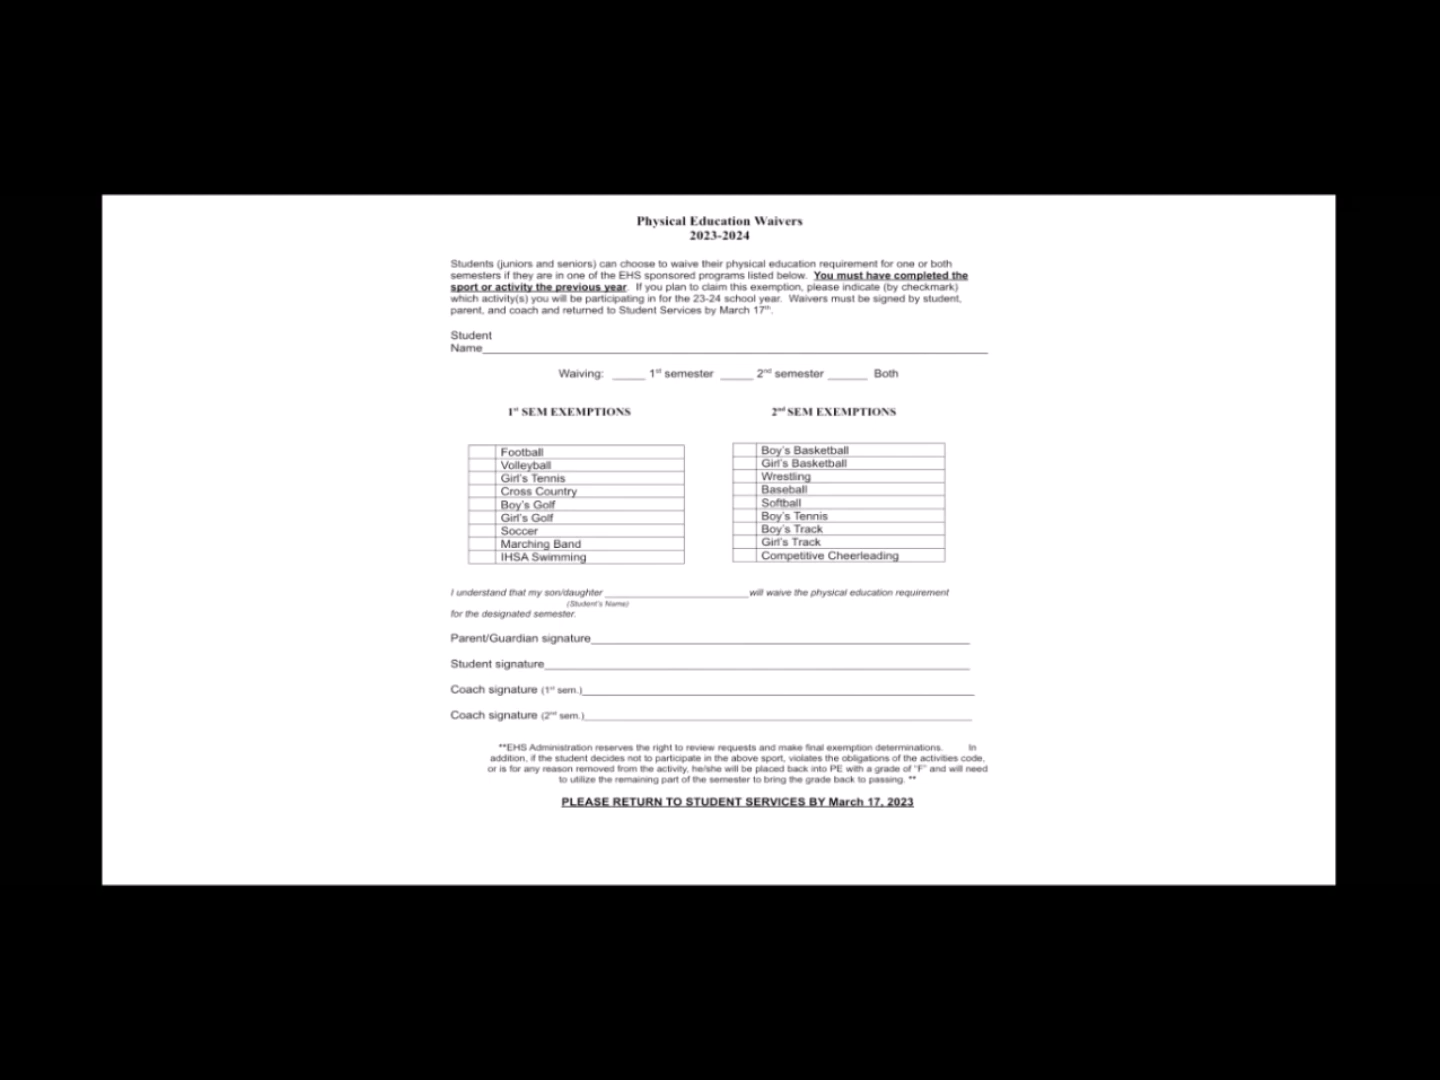 Physical Education Waivers
2023-2024
Students (juniors and seniors) can choose to waive their physical education requirement for one or both
semesters if they are in one of the EHS sponsored programs listed below. You must have completed the
sport or activity the previous year. If you plan to claim this exemption, please indicate (by checkmark)
which activity(s) you will be participating in for the 23-24 school year. Waivers must be signed by student,
parent, and coach and returned to Student Services by March 17th.
Student
Name
Waiving: _____ 1st semester _____ 2nd semester ______ Both
1st SEM EXEMPTIONS
Football
Volleyball
Girl's Tennis
Cross Country
Boy's Golf
Girl's Golf
Soccer
Marching Band
IHSA Swimming
2nd SEM EXEMPTIONS
Boy's Basketball
Girl's Basketball
Wrestling
Baseball
Softball
Boy's Tennis
Boy's Track
Girl's Track
Competitive Cheerleading
I understand that my son/daughter ______________________will waive the physical education requirement
(Student's Name)
for the designated semester.
Parent/Guardian signature
Student signature
Coach signature (1st sem.)
Coach signature (2nd sem.)
**EHS Administration reserves the right to review requests and make final exemption determinations. In
addition, if the student decides not to participate in the above sport, violates the obligations of the activities code,
or is for any reason removed from the activity, he/she will be placed back into PE with a grade of "F" and will need
to utilize the remaining part of the semester to bring the grade back to passing. **
PLEASE RETURN TO STUDENT SERVICES BY March 17, 2023